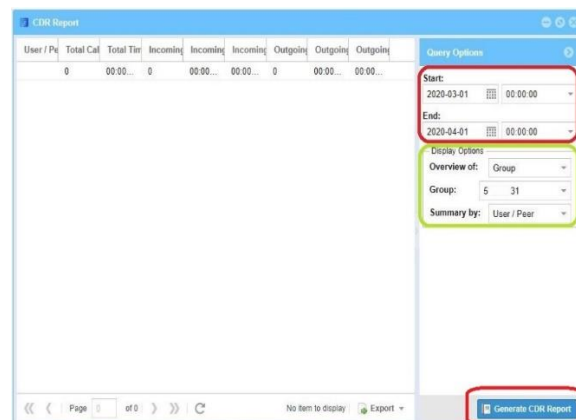 CDR Report
User / Pe Total Cal Total Tim Incoming Incoming Incoming Outgoing Outgoing Outgoing
0 00:00... 0 00:00... 00:00... 0 00:00... 00:00...
Query Options
Start:
2020-03-01 00:00:00
End:
2020-04-01 00:00:00
Display Options
Overview of: Group
Group: 5 31
Summary by: User / Peer
Page 0 of 0 No item to display Export
Generate CDR Report